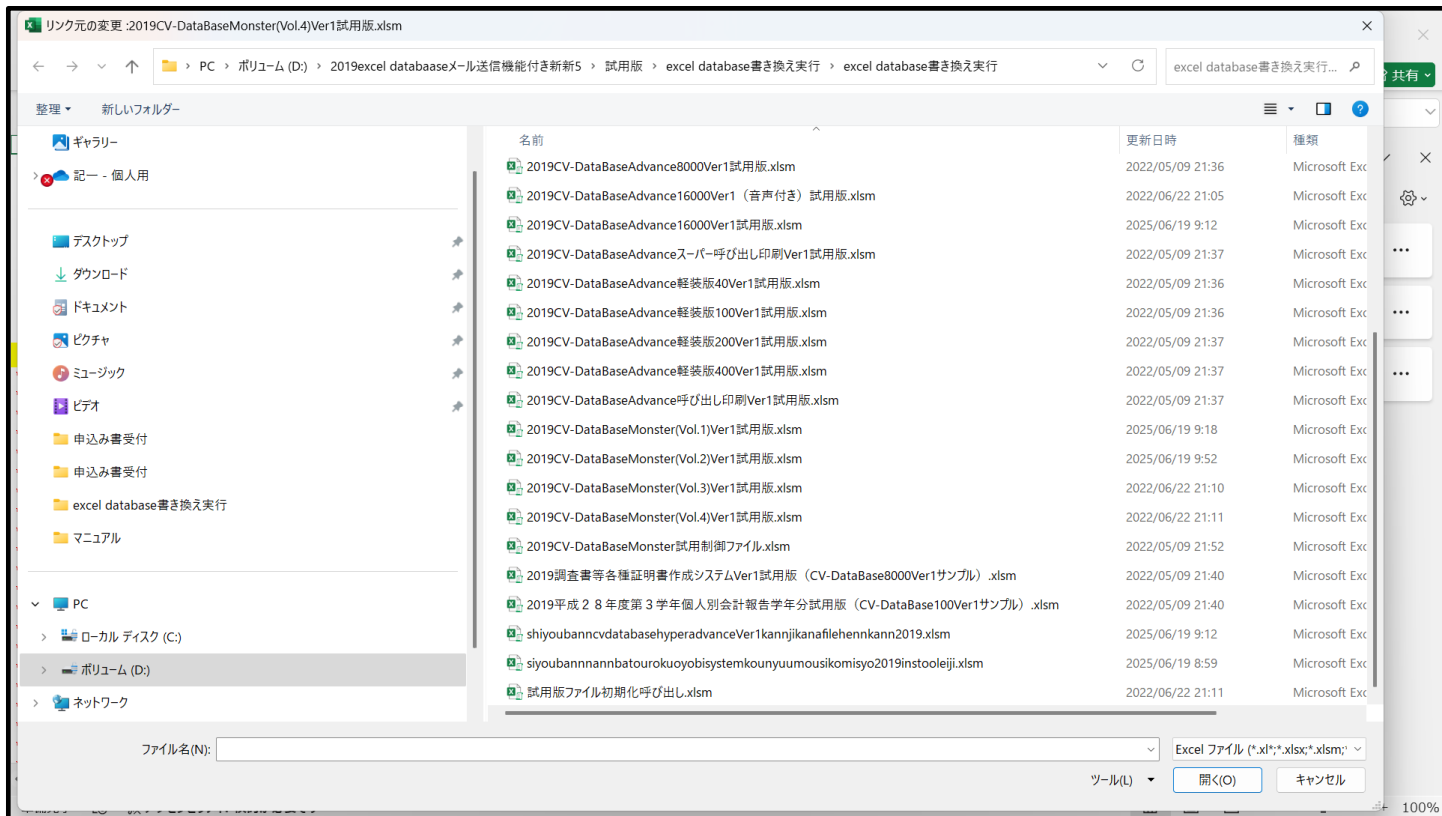 リンク元の変更 :2019CV-DataBaseMonster(Vol.4)Ver1試用版.xlsm
PC › ボリューム (D:) › 2019excel databaaseメール送信機能付き新新5 › 試用版 › excel database書き換え実行 › excel database書き換え実行
excel database書き換え実行...
共有
整理
新しいフォルダー
ギャラリー
記一 - 個人用
デスクトップ
ダウンロード
ドキュメント
ピクチャ
ミュージック
ビデオ
申込み書受付
申込み書受付
excel database書き換え実行
マニュアル
PC
ローカル ディスク (C:)
ボリューム (D:)
ネットワーク
名前 更新日時 種類
2019CV-DataBaseAdvance8000Ver1試用版.xlsm 2022/05/09 21:36 Microsoft Exc
2019CV-DataBaseAdvance16000Ver1（音声付き）試用版.xlsm 2022/06/22 21:05 Microsoft Exc
2019CV-DataBaseAdvance16000Ver1試用版.xlsm 2025/06/19 9:12 Microsoft Exc
2019CV-DataBaseAdvanceスーパー呼び出し印刷Ver1試用版.xlsm 2022/05/09 21:37 Microsoft Exc
2019CV-DataBaseAdvance軽装版40Ver1試用版.xlsm 2022/05/09 21:36 Microsoft Exc
2019CV-DataBaseAdvance軽装版100Ver1試用版.xlsm 2022/05/09 21:36 Microsoft Exc
2019CV-DataBaseAdvance軽装版200Ver1試用版.xlsm 2022/05/09 21:37 Microsoft Exc
2019CV-DataBaseAdvance軽装版400Ver1試用版.xlsm 2022/05/09 21:37 Microsoft Exc
2019CV-DataBaseAdvance呼び出し印刷Ver1試用版.xlsm 2022/05/09 21:37 Microsoft Exc
2019CV-DataBaseMonster(Vol.1)Ver1試用版.xlsm 2025/06/19 9:18 Microsoft Exc
2019CV-DataBaseMonster(Vol.2)Ver1試用版.xlsm 2025/06/19 9:52 Microsoft Exc
2019CV-DataBaseMonster(Vol.3)Ver1試用版.xlsm 2022/06/22 21:10 Microsoft Exc
2019CV-DataBaseMonster(Vol.4)Ver1試用版.xlsm 2022/06/22 21:11 Microsoft Exc
2019CV-DataBaseMonster試用制御ファイル.xlsm 2022/05/09 21:52 Microsoft Exc
2019調査書等各種証明書作成システムVer1試用版（CV-DataBase8000Ver1サンプル）.xlsm 2022/05/09 21:40 Microsoft Exc
2019平成２８年度第３学年個人別会計報告学年分試用版（CV-DataBase100Ver1サンプル）.xlsm 2022/05/09 21:40 Microsoft Exc
shiyoubanncvdatabasehyperadvanceVer1kannjikanafilehennkann2019.xlsm 2025/06/19 9:12 Microsoft Exc
siyoubannnannbatourokuoyobisystemkounyuumousikomisyo2019instooleiji.xlsm 2025/06/19 8:59 Microsoft Exc
試用版ファイル初期化呼び出し.xlsm 2022/06/22 21:11 Microsoft Exc
ファイル名(N):
Excel ファイル (*.xl*;*.xlsx;*.xlsm;
ツール(L)
開く(O)
キャンセル
100%